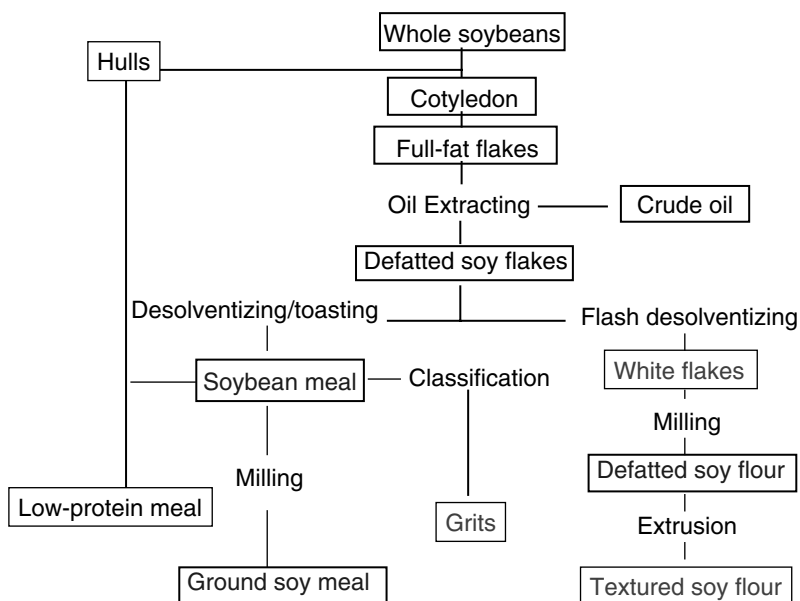 Whole soybeans
Hulls
Cotyledon
Full-fat flakes
Oil Extracting
Crude oil
Defatted soy flakes
Desolventizing/toasting
Flash desolventizing
Soybean meal
Classification
White flakes
Milling
Milling
Defatted soy flour
Low-protein meal
Grits
Extrusion
Ground soy meal
Textured soy flour